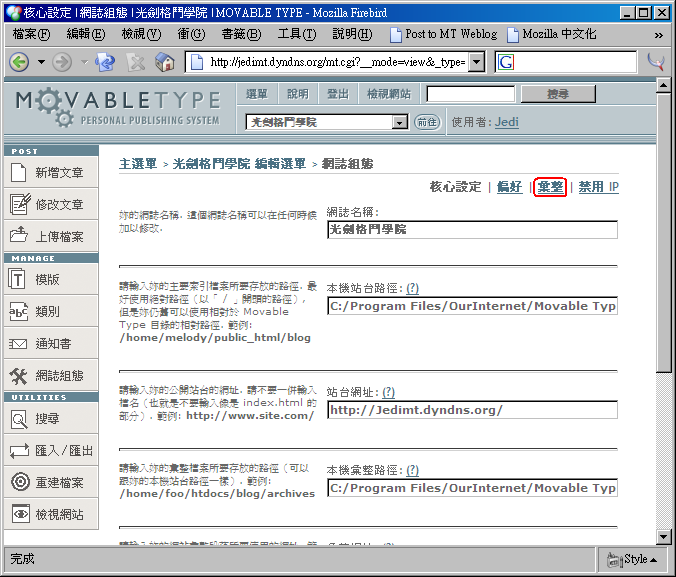 核心設定 | 網誌組態 | 光劍格鬥學院 | MOVABLE TYPE - Mozilla Firebird
檔案(F) 編輯(E) 檢視(V) 衝(G) 書籤(B) 工具(T) 說明(H) Post to MT Weblog Mozilla 中文化
http://jedimt.dyndns.org/mt.cgi?__mode=view&_type=
MOVABLETYPE
PERSONAL PUBLISHING SYSTEM
選單 說明 登出 檢視網站 搜尋
光劍格鬥學院 前往 使用者: Jedi
POST
新增文章
修改文章
上傳檔案
MANAGE
模版
類別
通知書
網誌組態
UTILITIES
搜尋
匯入/匯出
重建檔案
檢視網站
主選單 > 光劍格鬥學院 編輯選單 > 網誌組態
核心設定 | 偏好 | 彙整 | 禁用 IP
妳的網誌名稱. 這個網誌名稱可以在任何時候
加以修改.
網誌名稱:
光劍格鬥學院
請輸入妳的主要索引檔案所要存放的路徑. 最
好使用絕對路徑 (以「 / 」開頭的路徑) ,
但是妳仍舊可以使用相對於 Movable
Type 目錄的相對路徑. 範例:
/home/melody/public_html/blog
本機站台路徑: (?)
C:/Program Files/OurInternet/Movable Typ
請輸入妳的公開站台的網址. 請不要一併輸入
檔名 (也就是不要輸入像是 index.html 的
部分) . 範例: http://www.site.com/
站台網址: (?)
http://Jedimt.dyndns.org/
請輸入妳的彙整檔案所要存放的路徑 (可以
跟妳的本機站台路徑一樣) . 範例:
/home/foo/htdocs/blog/archives
本機彙整路徑: (?)
C:/Program Files/OurInternet/Movable Typ
完成
Style